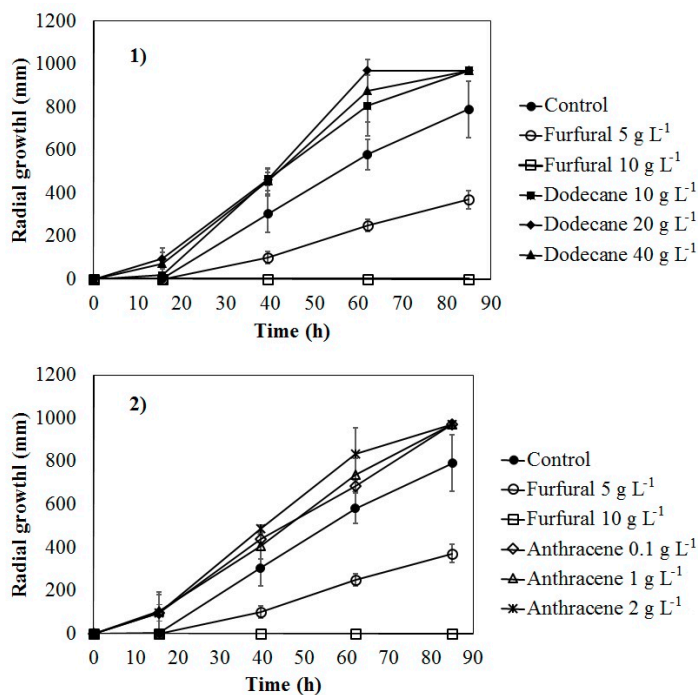 1)
1200
1000
800
600
400
200
0
Radial growthl (mm)
0 10 20 30 40 50 60 70 80 90
Time (h)
Control
Furfural 5 g L⁻¹
Furfural 10 g L⁻¹
Dodecane 10 g L⁻¹
Dodecane 20 g L⁻¹
Dodecane 40 g L⁻¹
2)
1200
1000
800
600
400
200
0
Radial growthl (mm)
0 10 20 30 40 50 60 70 80 90
Time (h)
Control
Furfural 5 g L⁻¹
Furfural 10 g L⁻¹
Anthracene 0.1 g L⁻¹
Anthracene 1 g L⁻¹
Anthracene 2 g L⁻¹